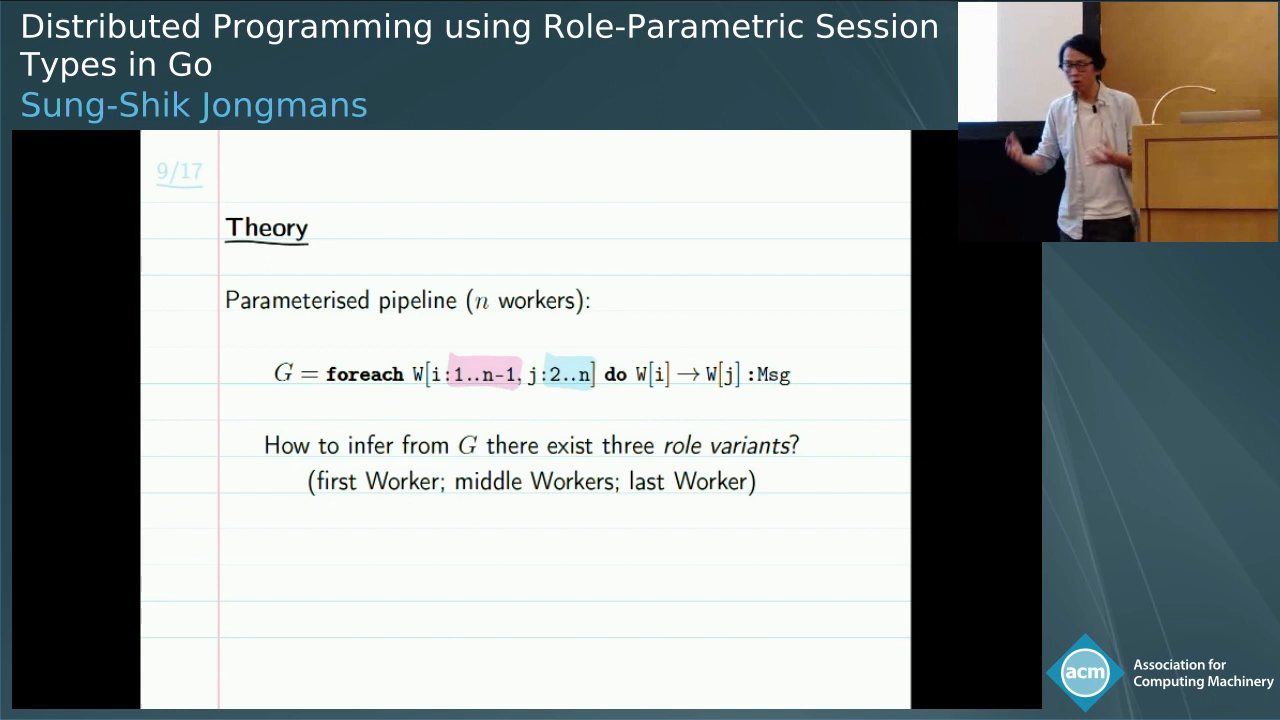 Distributed Programming using Role-Parametric Session
Types in Go
Sung-Shik Jongmans
9/17
Theory
Parameterised pipeline (n workers):
G = foreach W[i:1..n-1, j:2..n] do W[i] → W[j] :Msg
How to infer from G there exist three role variants?
(first Worker; middle Workers; last Worker)
acm
Association for
Computing Machinery